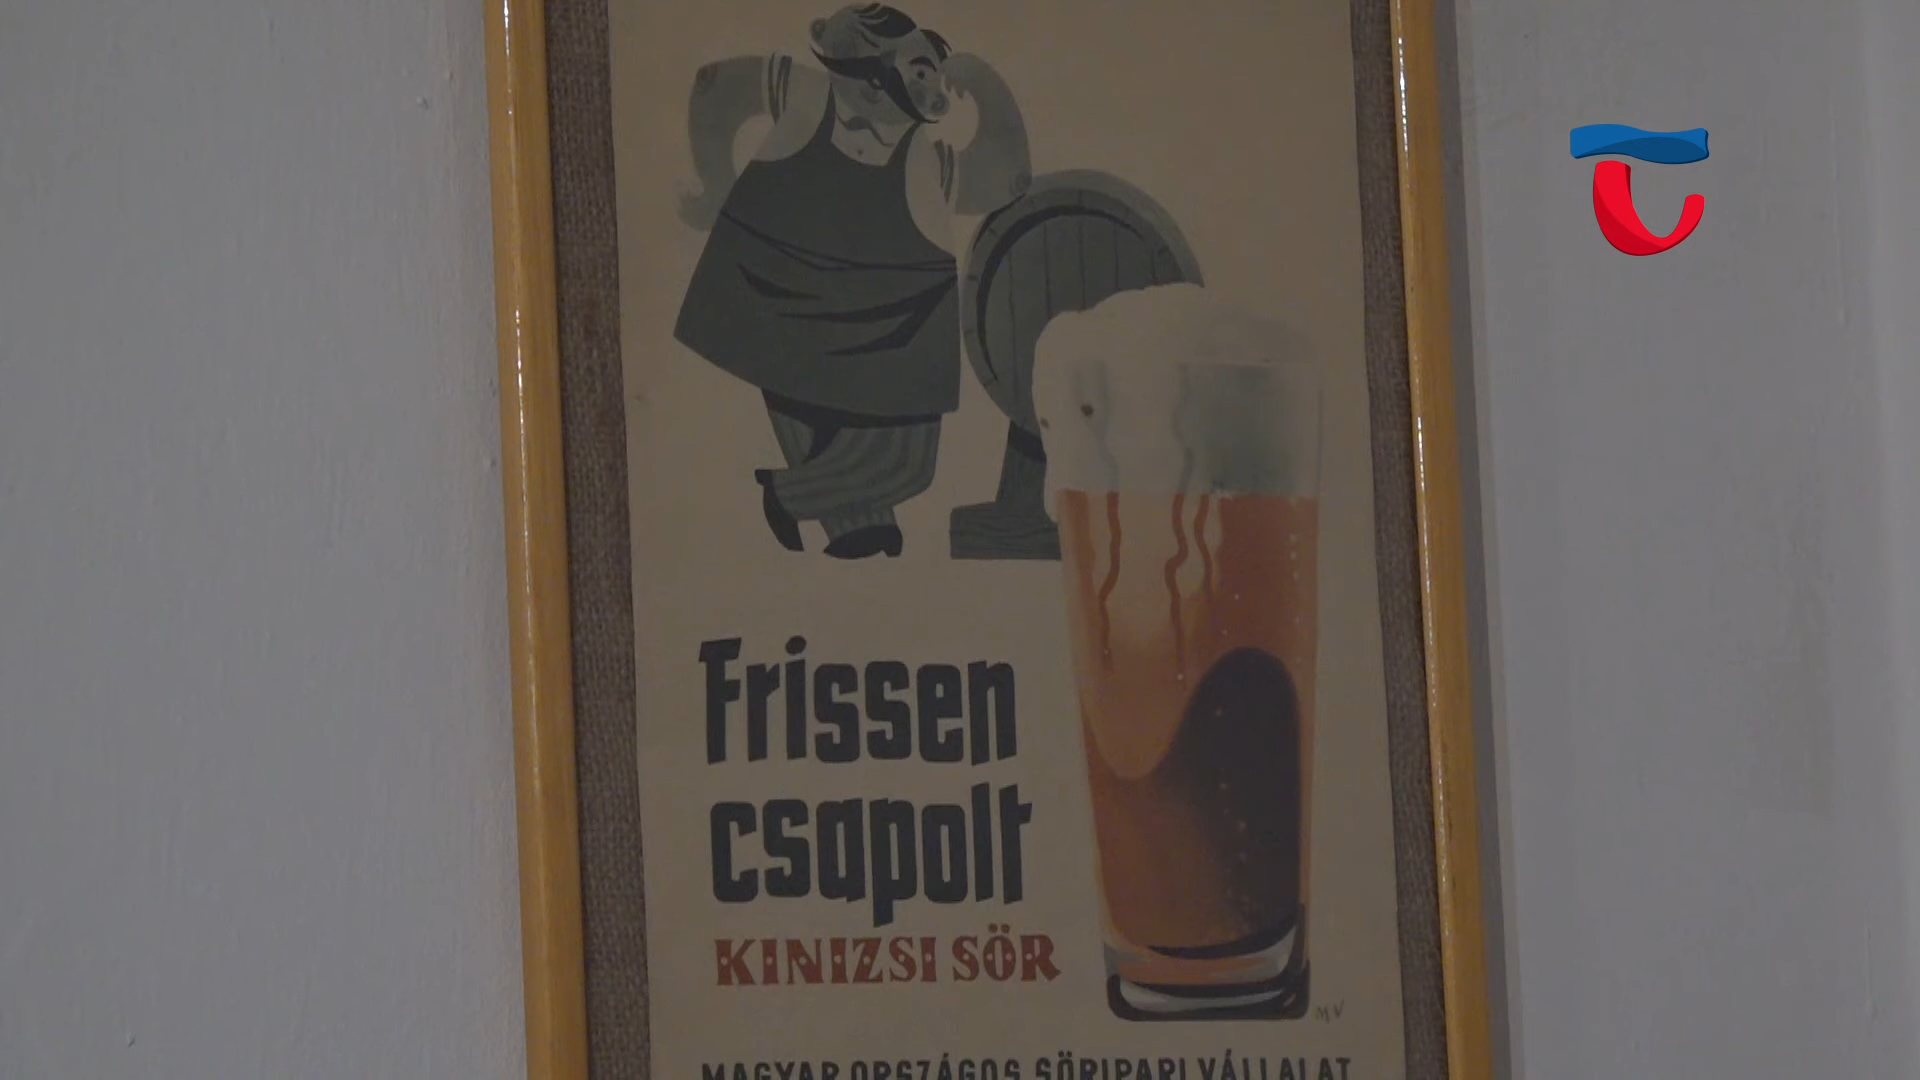 Frissen
csapolt
KINIZSI SÖR
MV
MAGYAR ORSZÁGOS SÖRIPARI VÁLLALAT